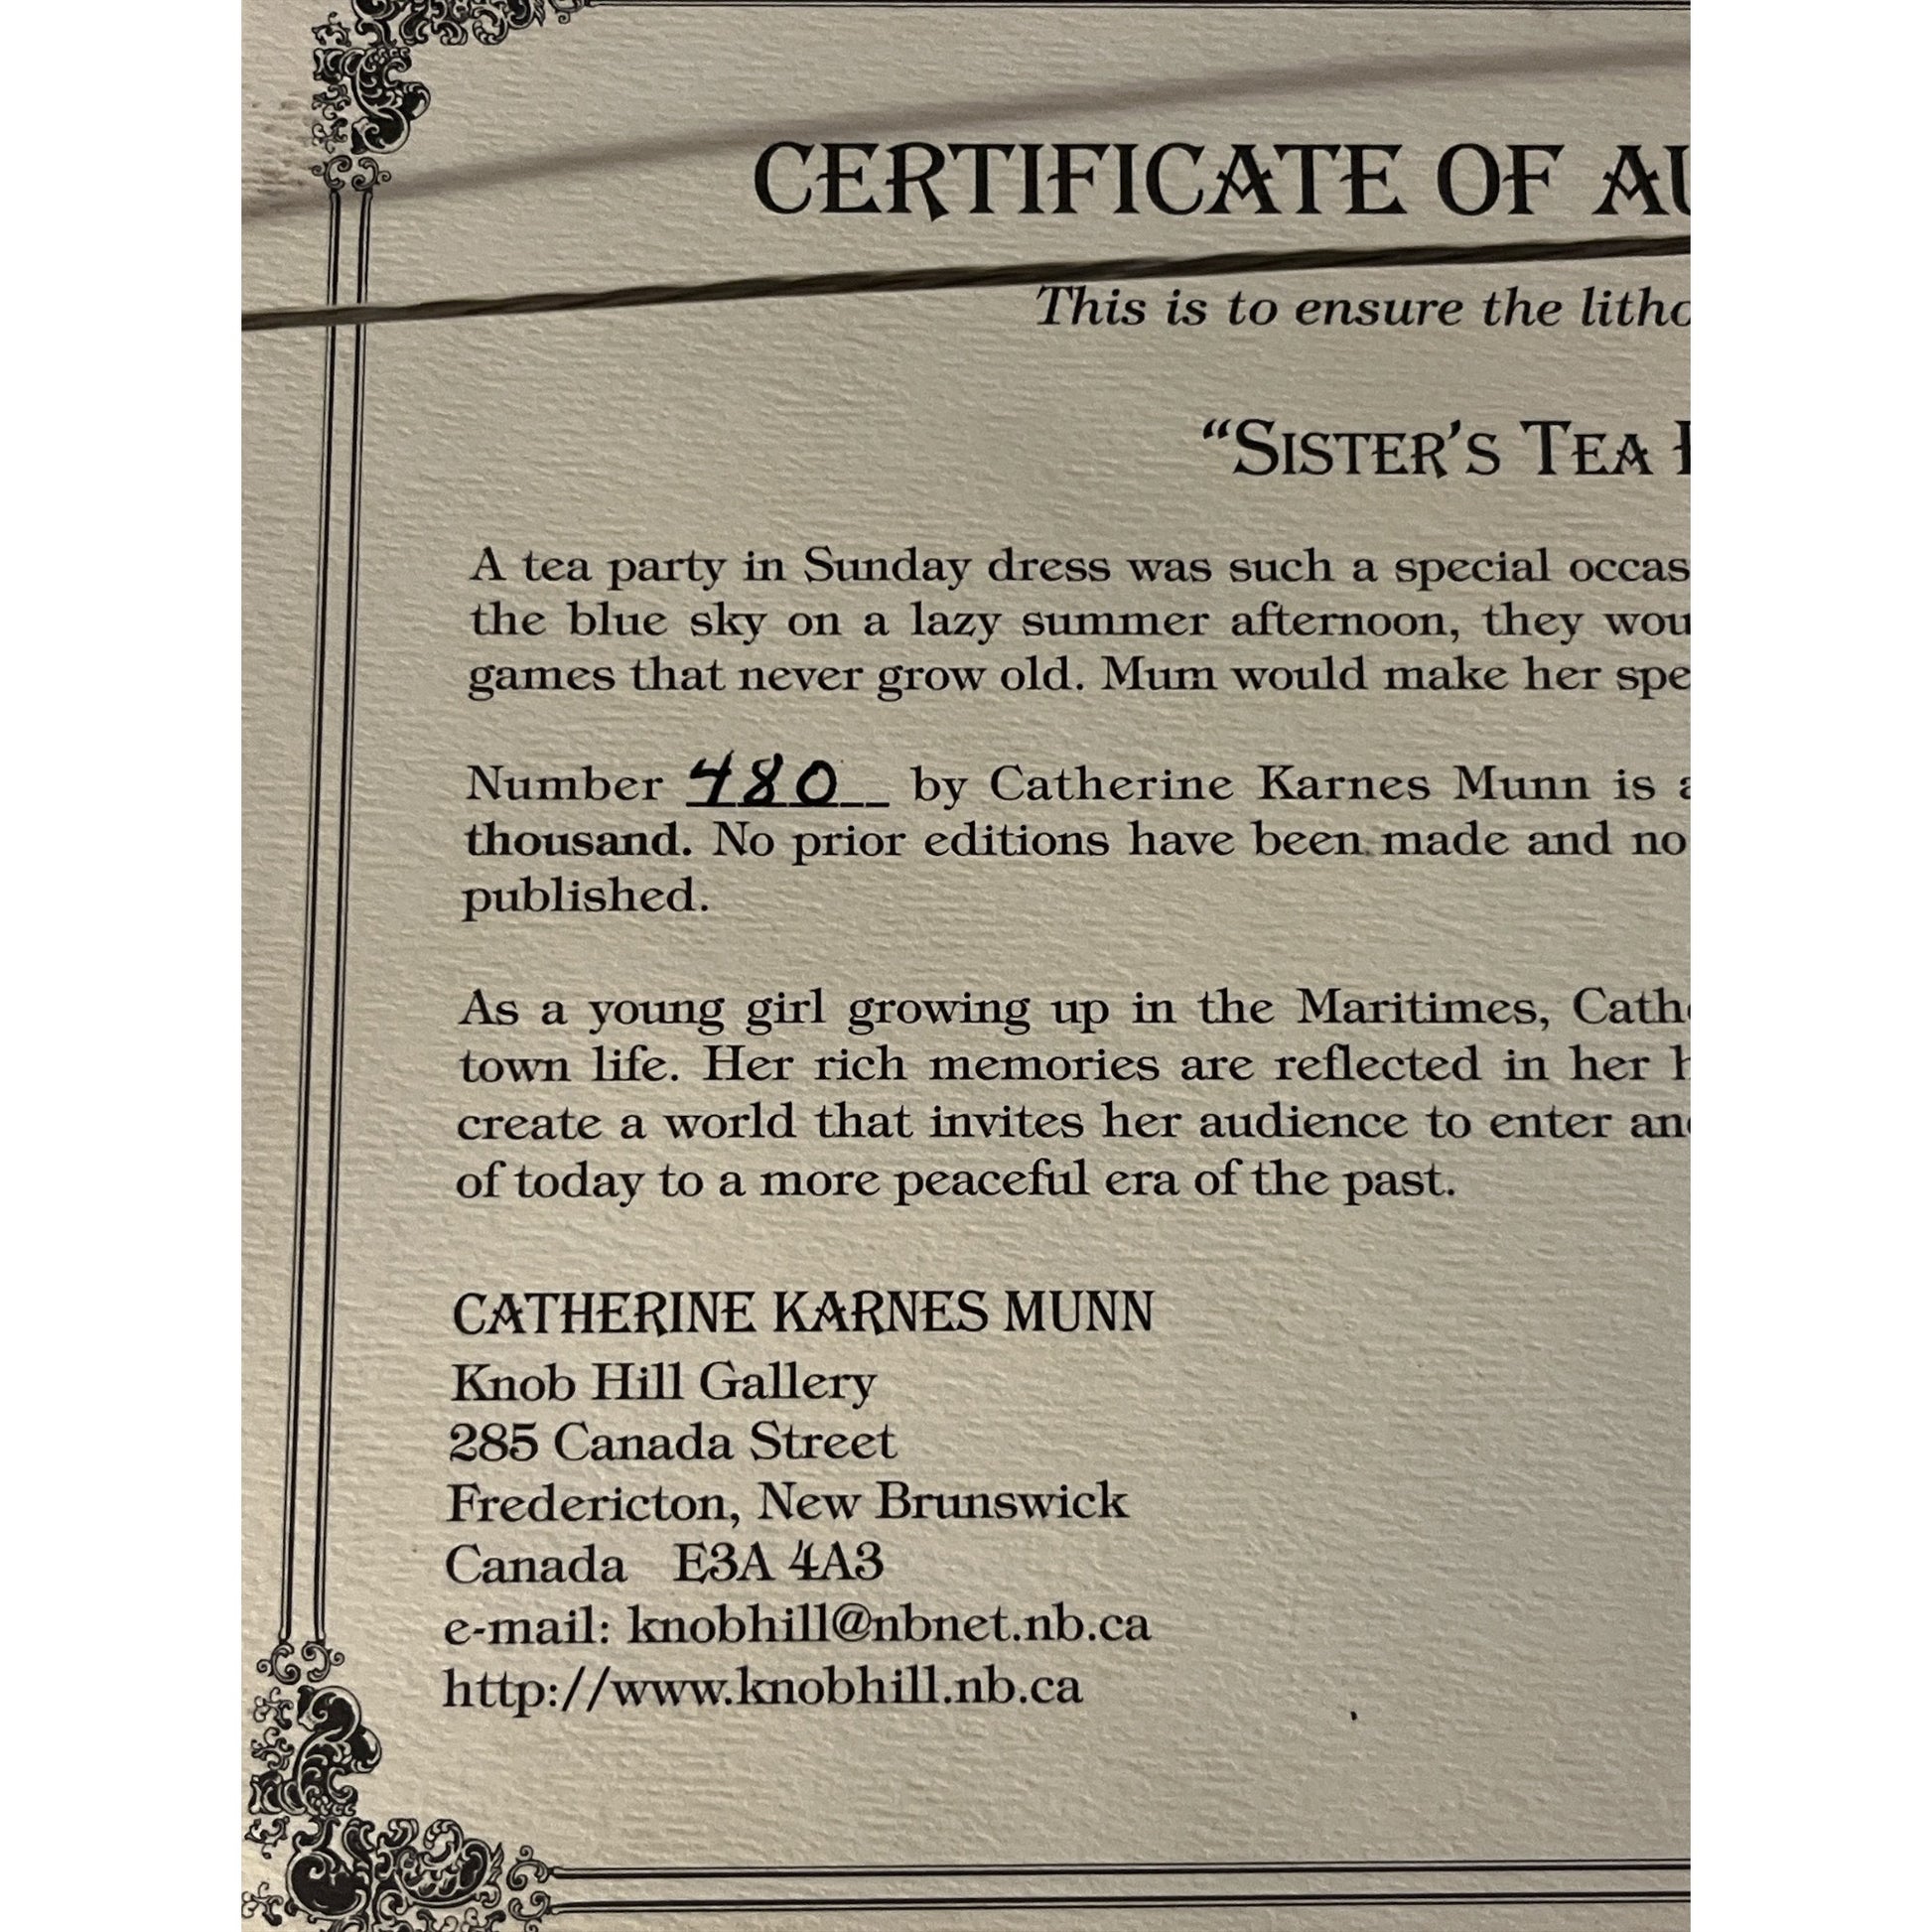 CERTIFICATE OF AU
This is to ensure the litho
“SISTER’S TEA P
A tea party in Sunday dress was such a special occas
the blue sky on a lazy summer afternoon, they wou
games that never grow old. Mum would make her spe
Number 480 by Catherine Karnes Munn is a
thousand. No prior editions have been made and no
published.
As a young girl growing up in the Maritimes, Cathe
town life. Her rich memories are reflected in her h
create a world that invites her audience to enter and
of today to a more peaceful era of the past.
CATHERINE KARNES MUNN
Knob Hill Gallery
285 Canada Street
Fredericton, New Brunswick
Canada E3A 4A3
e-mail: knobhill@nbnet.nb.ca
http://www.knobhill.nb.ca